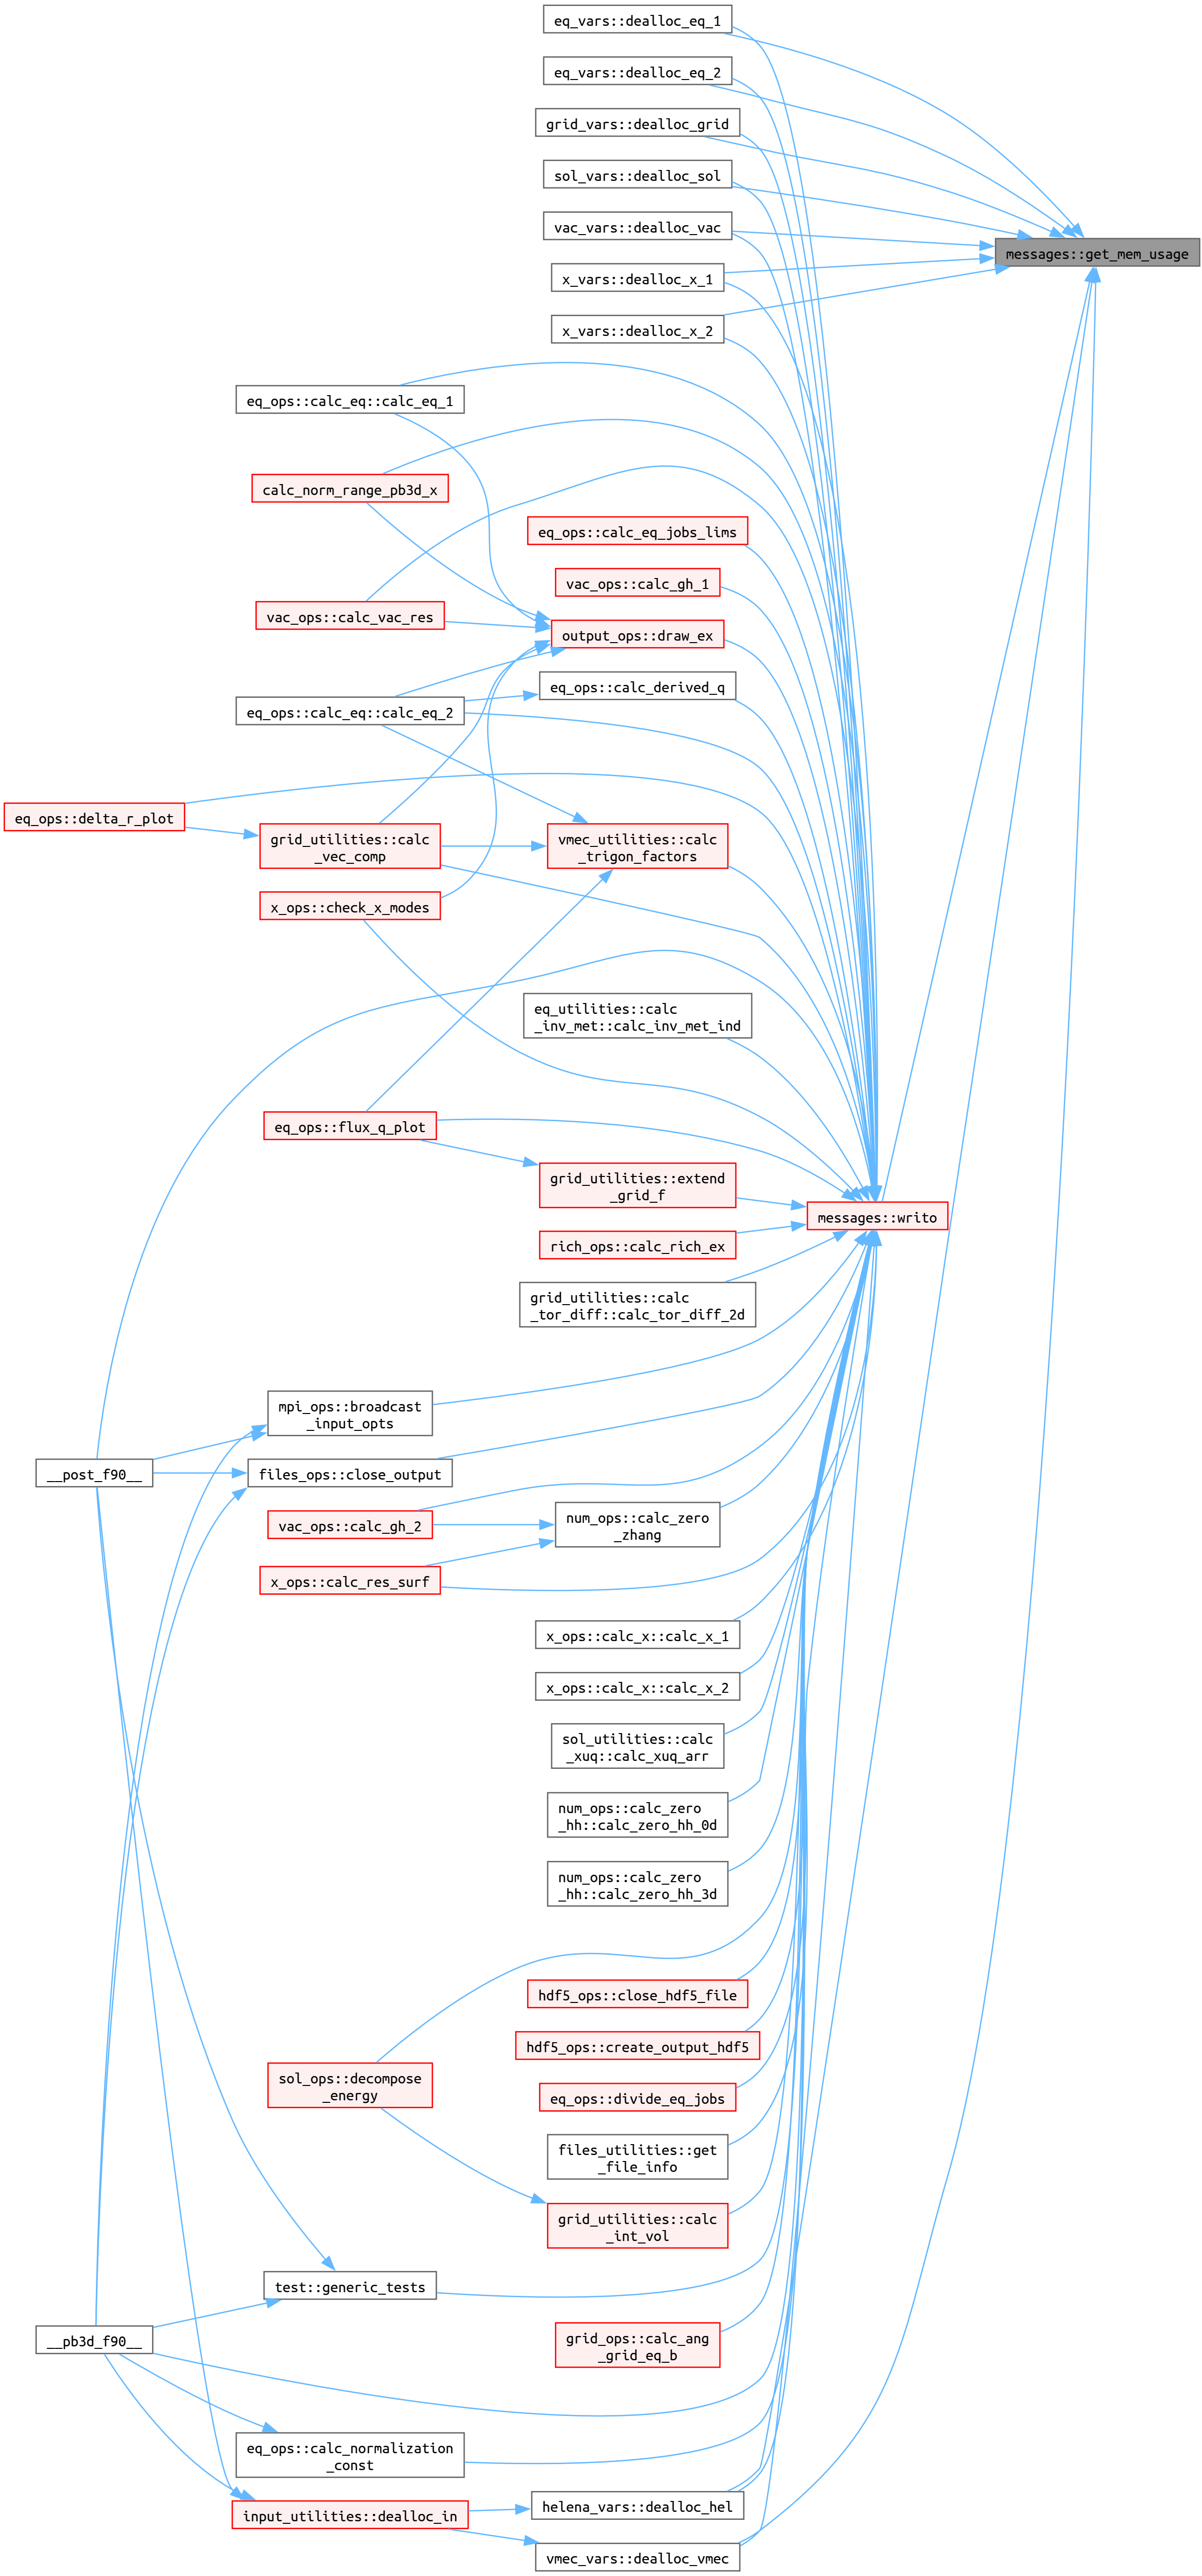 eq_vars::dealloc_eq_1
eq_vars::dealloc_eq_2
grid_vars::dealloc_grid
sol_vars::dealloc_sol
vac_vars::dealloc_vac
messages::get_mem_usage
x_vars::dealloc_x_1
x_vars::dealloc_x_2
eq_ops::calc_eq::calc_eq_1
calc_norm_range_pb3d_x
eq_ops::calc_eq_jobs_lims
vac_ops::calc_gh_1
vac_ops::calc_vac_res
output_ops::draw_ex
eq_ops::calc_derived_q
eq_ops::calc_eq::calc_eq_2
eq_ops::delta_r_plot
grid_utilities::calc
_vec_comp
vmec_utilities::calc
_trigon_factors
x_ops::check_x_modes
eq_utilities::calc
_inv_met::calc_inv_met_ind
eq_ops::flux_q_plot
grid_utilities::extend
_grid_f
messages::writo
rich_ops::calc_rich_ex
grid_utilities::calc
_tor_diff::calc_tor_diff_2d
mpi_ops::broadcast
_input_opts
__post_f90__
files_ops::close_output
vac_ops::calc_gh_2
num_ops::calc_zero
_zhang
x_ops::calc_res_surf
x_ops::calc_x::calc_x_1
x_ops::calc_x::calc_x_2
sol_utilities::calc
_xuq::calc_xuq_arr
num_ops::calc_zero
_hh::calc_zero_hh_0d
num_ops::calc_zero
_hh::calc_zero_hh_3d
hdf5_ops::close_hdf5_file
hdf5_ops::create_output_hdf5
sol_ops::decompose
_energy
eq_ops::divide_eq_jobs
files_utilities::get
_file_info
grid_utilities::calc
_int_vol
test::generic_tests
__pb3d_f90__
grid_ops::calc_ang
_grid_eq_b
eq_ops::calc_normalization
_const
helena_vars::dealloc_hel
input_utilities::dealloc_in
vmec_vars::dealloc_vmec